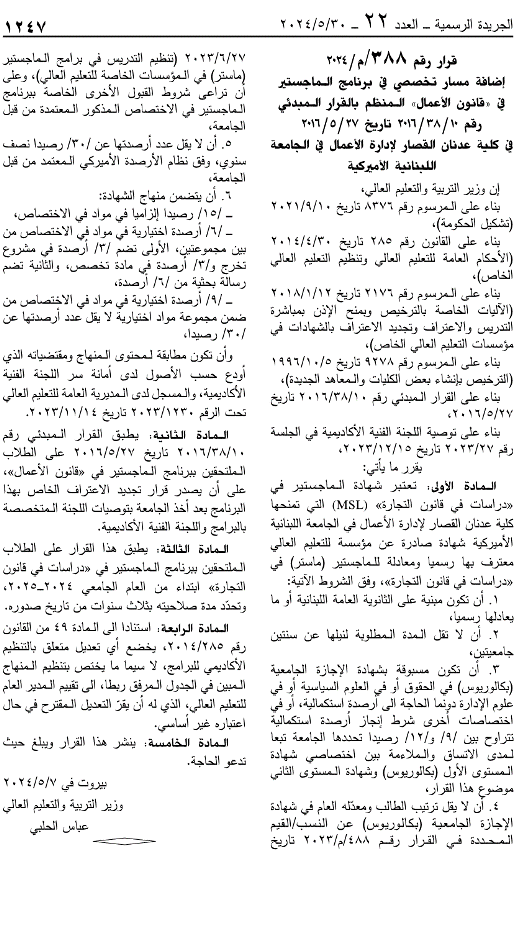 الجريدة الرسمية ــ العدد ٢٢ ــ ٢٠٢٤/٥/٣٠
١٢٤٧
قرار رقم ٣٨٨/م/٢٠٢٤
إضافة مسار تخصصي في برنامج الماجستير
في «قانون الأعمال» المنظم بالقرار المبدئي
رقم ٢٠١٦/٣٨/١٠ تاريخ ٢٠١٦/٥/٢٧
في كلية عدنان القصار لإدارة الأعمال في الجامعة
اللبنانية الأميركية
إن وزير التربية والتعليم العالي،
بناء على المرسوم رقم ٨٣٧٦ تاريخ ٢٠٢١/٩/١٠
(تشكيل الحكومة)،
بناء على القانون رقم ٢٨٥ تاريخ ٢٠١٤/٤/٣٠
(الأحكام العامة للتعليم العالي وتنظيم التعليم العالي
الخاص)،
بناء على المرسوم رقم ٢١٧٦ تاريخ ٢٠١٨/١/١٢
(الآليات الخاصة بالترخيص وبمنح الإذن بمباشرة
التدريس والاعتراف وتجديد الاعتراف بالشهادات في
مؤسسات التعليم العالي الخاص)،
بناء على المرسوم رقم ٩٢٧٨ تاريخ ١٩٩٦/١٠/٥
(الترخيص بإنشاء بعض الكليات والمعاهد الجديدة)،
بناء على القرار المبدئي رقم ٢٠١٦/٣٨/١٠ تاريخ
٢٠١٦/٥/٢٧،
بناء على توصية اللجنة الفنية الأكاديمية في الجلسة
رقم ٢٠٢٣/٢٧ تاريخ ٢٠٢٣/١٢/١٥،
يقرر ما يأتي:
المادة الأولى: تعتبر شهادة الماجستير في
«دراسات في قانون التجارة» (MSL) التي تمنحها
كلية عدنان القصار لإدارة الأعمال في الجامعة اللبنانية
الأميركية شهادة صادرة عن مؤسسة للتعليم العالي
معترف بها رسميا ومعادلة للماجستير (ماستر) في
«دراسات في قانون التجارة»، وفق الشروط الآتية:
١. أن تكون مبنية على الثانوية العامة اللبنانية أو ما
يعادلها رسميا،
٢. أن لا تقل المدة المطلوبة لنيلها عن سنتين
جامعيتين،
٣. أن تكون مسبوقة بشهادة الإجازة الجامعية
(بكالوريوس) في الحقوق أو في العلوم السياسية أو في
علوم الإدارة دونما الحاجة الى أرصدة استكمالية، أو في
اختصاصات أخرى شرط إنجاز أرصدة استكمالية
تتراوح بين /٩/ و/١٢/ رصيدا تحددها الجامعة تبعا
لمدى الاتساق والملاءمة بين اختصاصي شهادة
المستوى الأول (بكالوريوس) وشهادة المستوى الثاني
موضوع هذا القرار،
٤. أن لا يقل ترتيب الطالب ومعدّله العام في شهادة
الإجازة الجامعية (بكالوريوس) عن النسب/القيم
المحددة في القرار رقم ٤٨٨/م/٢٠٢٣ تاريخ
٢٠٢٣/٦/٢٧ (تنظيم التدريس في برامج الماجستير
(ماستر) في المؤسسات الخاصة للتعليم العالي)، وعلى
أن تراعى شروط القبول الأخرى الخاصة ببرنامج
الماجستير في الاختصاص المذكور المعتمدة من قبل
الجامعة،
٥. أن لا يقل عدد أرصدتها عن /٣٠/ رصيدا نصف
سنوي، وفق نظام الأرصدة الأميركي المعتمد من قبل
الجامعة،
٦. أن يتضمن منهاج الشهادة:
ــ /١٥/ رصيدا إلزاميا في مواد في الاختصاص،
ــ /٦/ أرصدة اختيارية في مواد في الاختصاص من
بين مجموعتين، الأولى تضم /٣/ أرصدة في مشروع
تخرج و/٣/ أرصدة في مادة تخصص، والثانية تضم
رسالة بحثية من /٦/ أرصدة،
ــ /٩/ أرصدة اختيارية في مواد في الاختصاص من
ضمن مجموعة مواد اختيارية لا يقل عدد أرصدتها عن
/٣٠/ رصيدا،
وأن تكون مطابقة لمحتوى المنهاج ومقتضياته الذي
أودع حسب الأصول لدى أمانة سر اللجنة الفنية
الأكاديمية، والمسجل لدى المديرية العامة للتعليم العالي
تحت الرقم ٢٠٢٣/١٢٣٠ تاريخ ٢٠٢٣/١١/١٤.
المادة الثانية: يطبق القرار المبدئي رقم
٢٠١٦/٣٨/١٠ تاريخ ٢٠١٦/٥/٢٧ على الطلاب
الملتحقين ببرنامج الماجستير في «قانون الأعمال»،
على أن يصدر قرار تجديد الاعتراف الخاص بهذا
البرنامج بعد أخذ الجامعة بتوصيات اللجنة المتخصصة
بالبرامج واللجنة الفنية الأكاديمية.
المادة الثالثة: يطبق هذا القرار على الطلاب
الملتحقين ببرنامج الماجستير في «دراسات في قانون
التجارة» ابتداء من العام الجامعي ٢٠٢٤ــ٢٠٢٥،
وتحدّد مدة صلاحيته بثلاث سنوات من تاريخ صدوره.
المادة الرابعة: استنادا الى المادة ٤٩ من القانون
رقم ٢٠١٤/٢٨٥، يخضع أي تعديل متعلق بالتنظيم
الأكاديمي للبرامج، لا سيما ما يختص بتنظيم المنهاج
المبين في الجدول المرفق ربطا، الى تقييم المدير العام
للتعليم العالي، الذي له أن يقرّ التعديل المقترح في حال
اعتباره غير أساسي.
المادة الخامسة: ينشر هذا القرار ويبلغ حيث
تدعو الحاجة.
بيروت في ٢٠٢٤/٥/٧
وزير التربية والتعليم العالي
عباس الحلبي